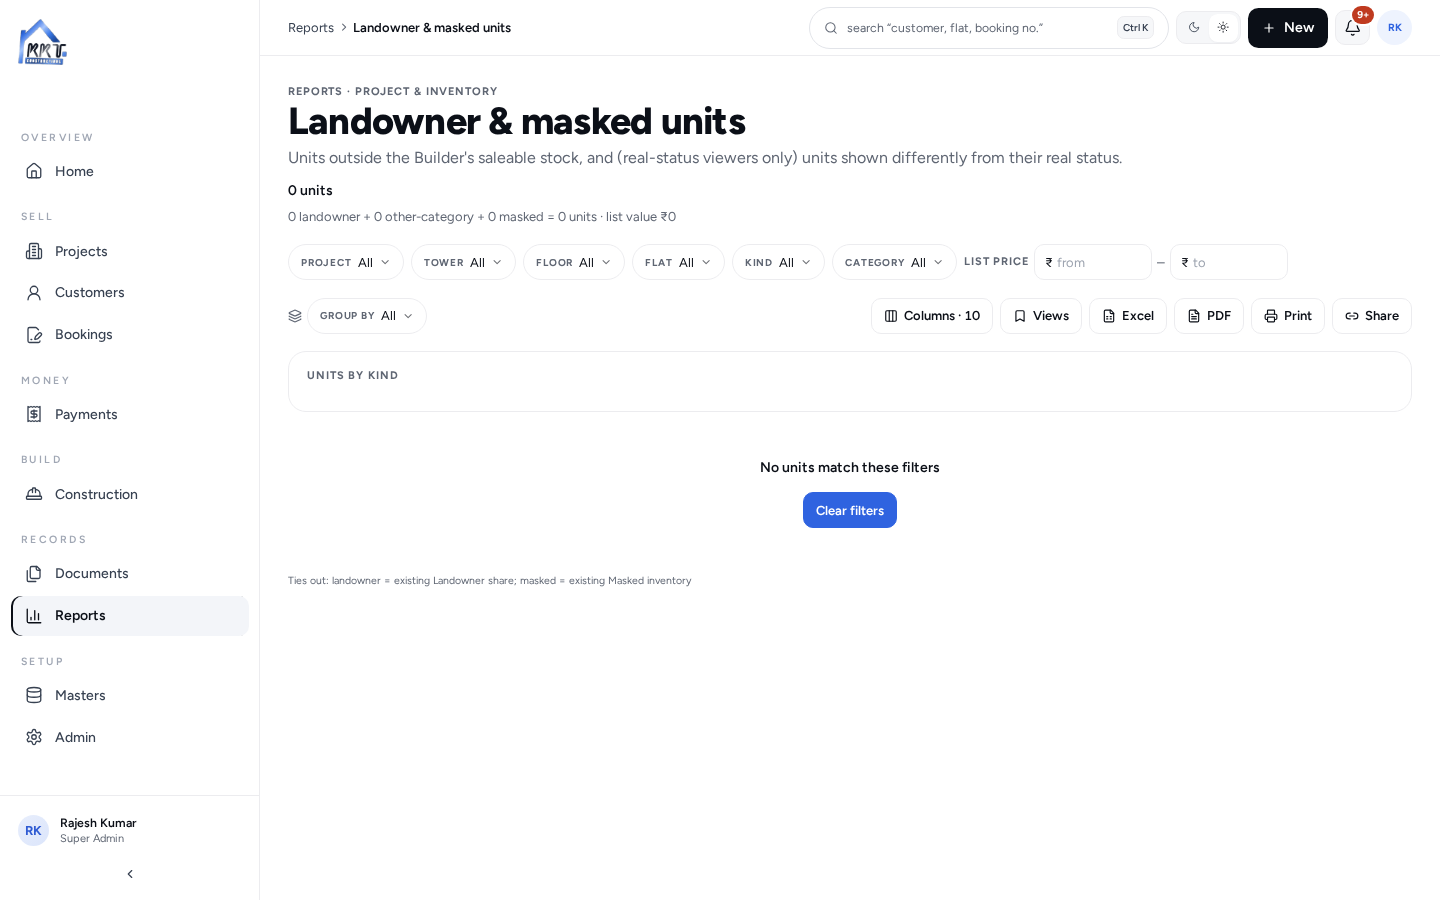 RKT
CONSTRUCTIONS
OVERVIEW
Home
SELL
Projects
Customers
Bookings
MONEY
Payments
BUILD
Construction
RECORDS
Documents
Reports
SETUP
Masters
Admin
RK
Rajesh Kumar
Super Admin
Reports > Landowner & masked units
search “customer, flat, booking no.”
Ctrl K
New
9+
RK
REPORTS · PROJECT & INVENTORY
Landowner & masked units
Units outside the Builder's saleable stock, and (real-status viewers only) units shown differently from their real status.
0 units
0 landowner + 0 other-category + 0 masked = 0 units · list value ₹0
PROJECT All TOWER All FLOOR All FLAT All KIND All CATEGORY All LIST PRICE ₹ from – ₹ to
GROUP BY All Columns · 10 Views Excel PDF Print Share
UNITS BY KIND
No units match these filters
Clear filters
Ties out: landowner = existing Landowner share; masked = existing Masked inventory